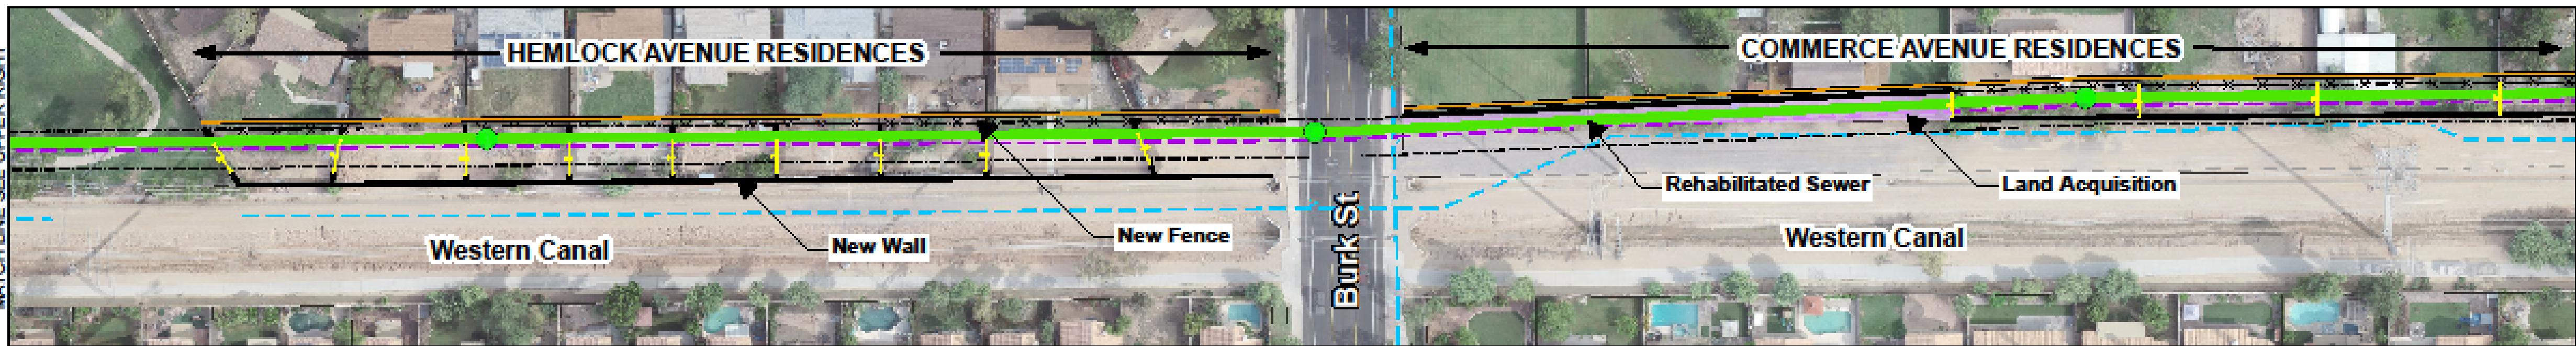 HEMLOCK AVENUE RESIDENCES
COMMERCE AVENUE RESIDENCES
Rehabilitated Sewer
Land Acquisition
New Fence
New Wall
Western Canal
Western Canal
Burk St